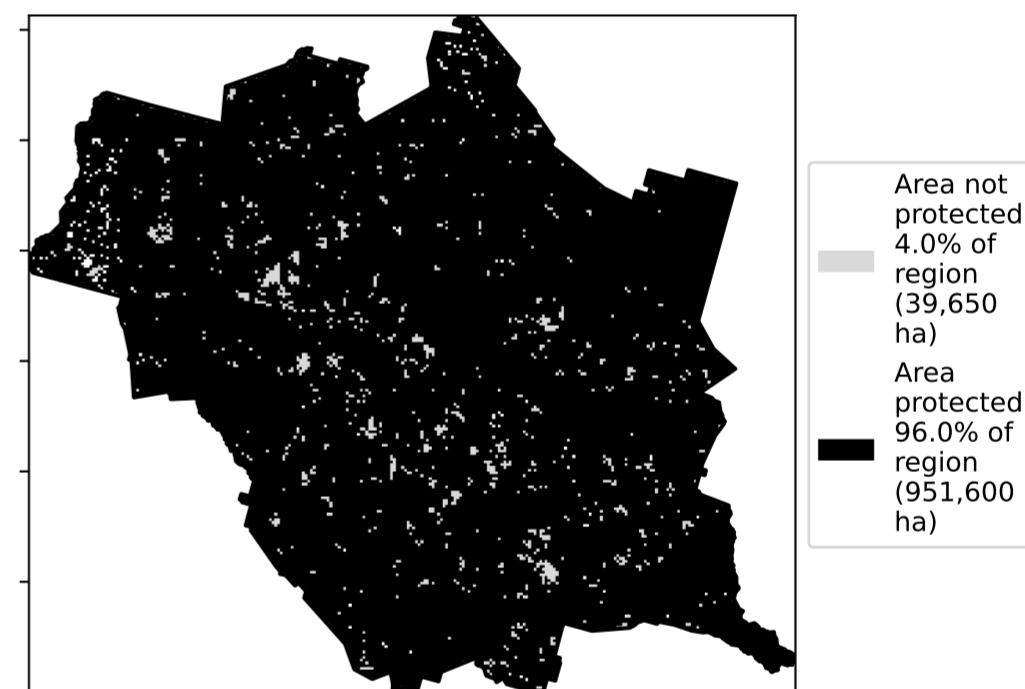 Area not
protected
4.0% of
region
(39,650
ha)
Area
protected
96.0% of
region
(951,600
ha)